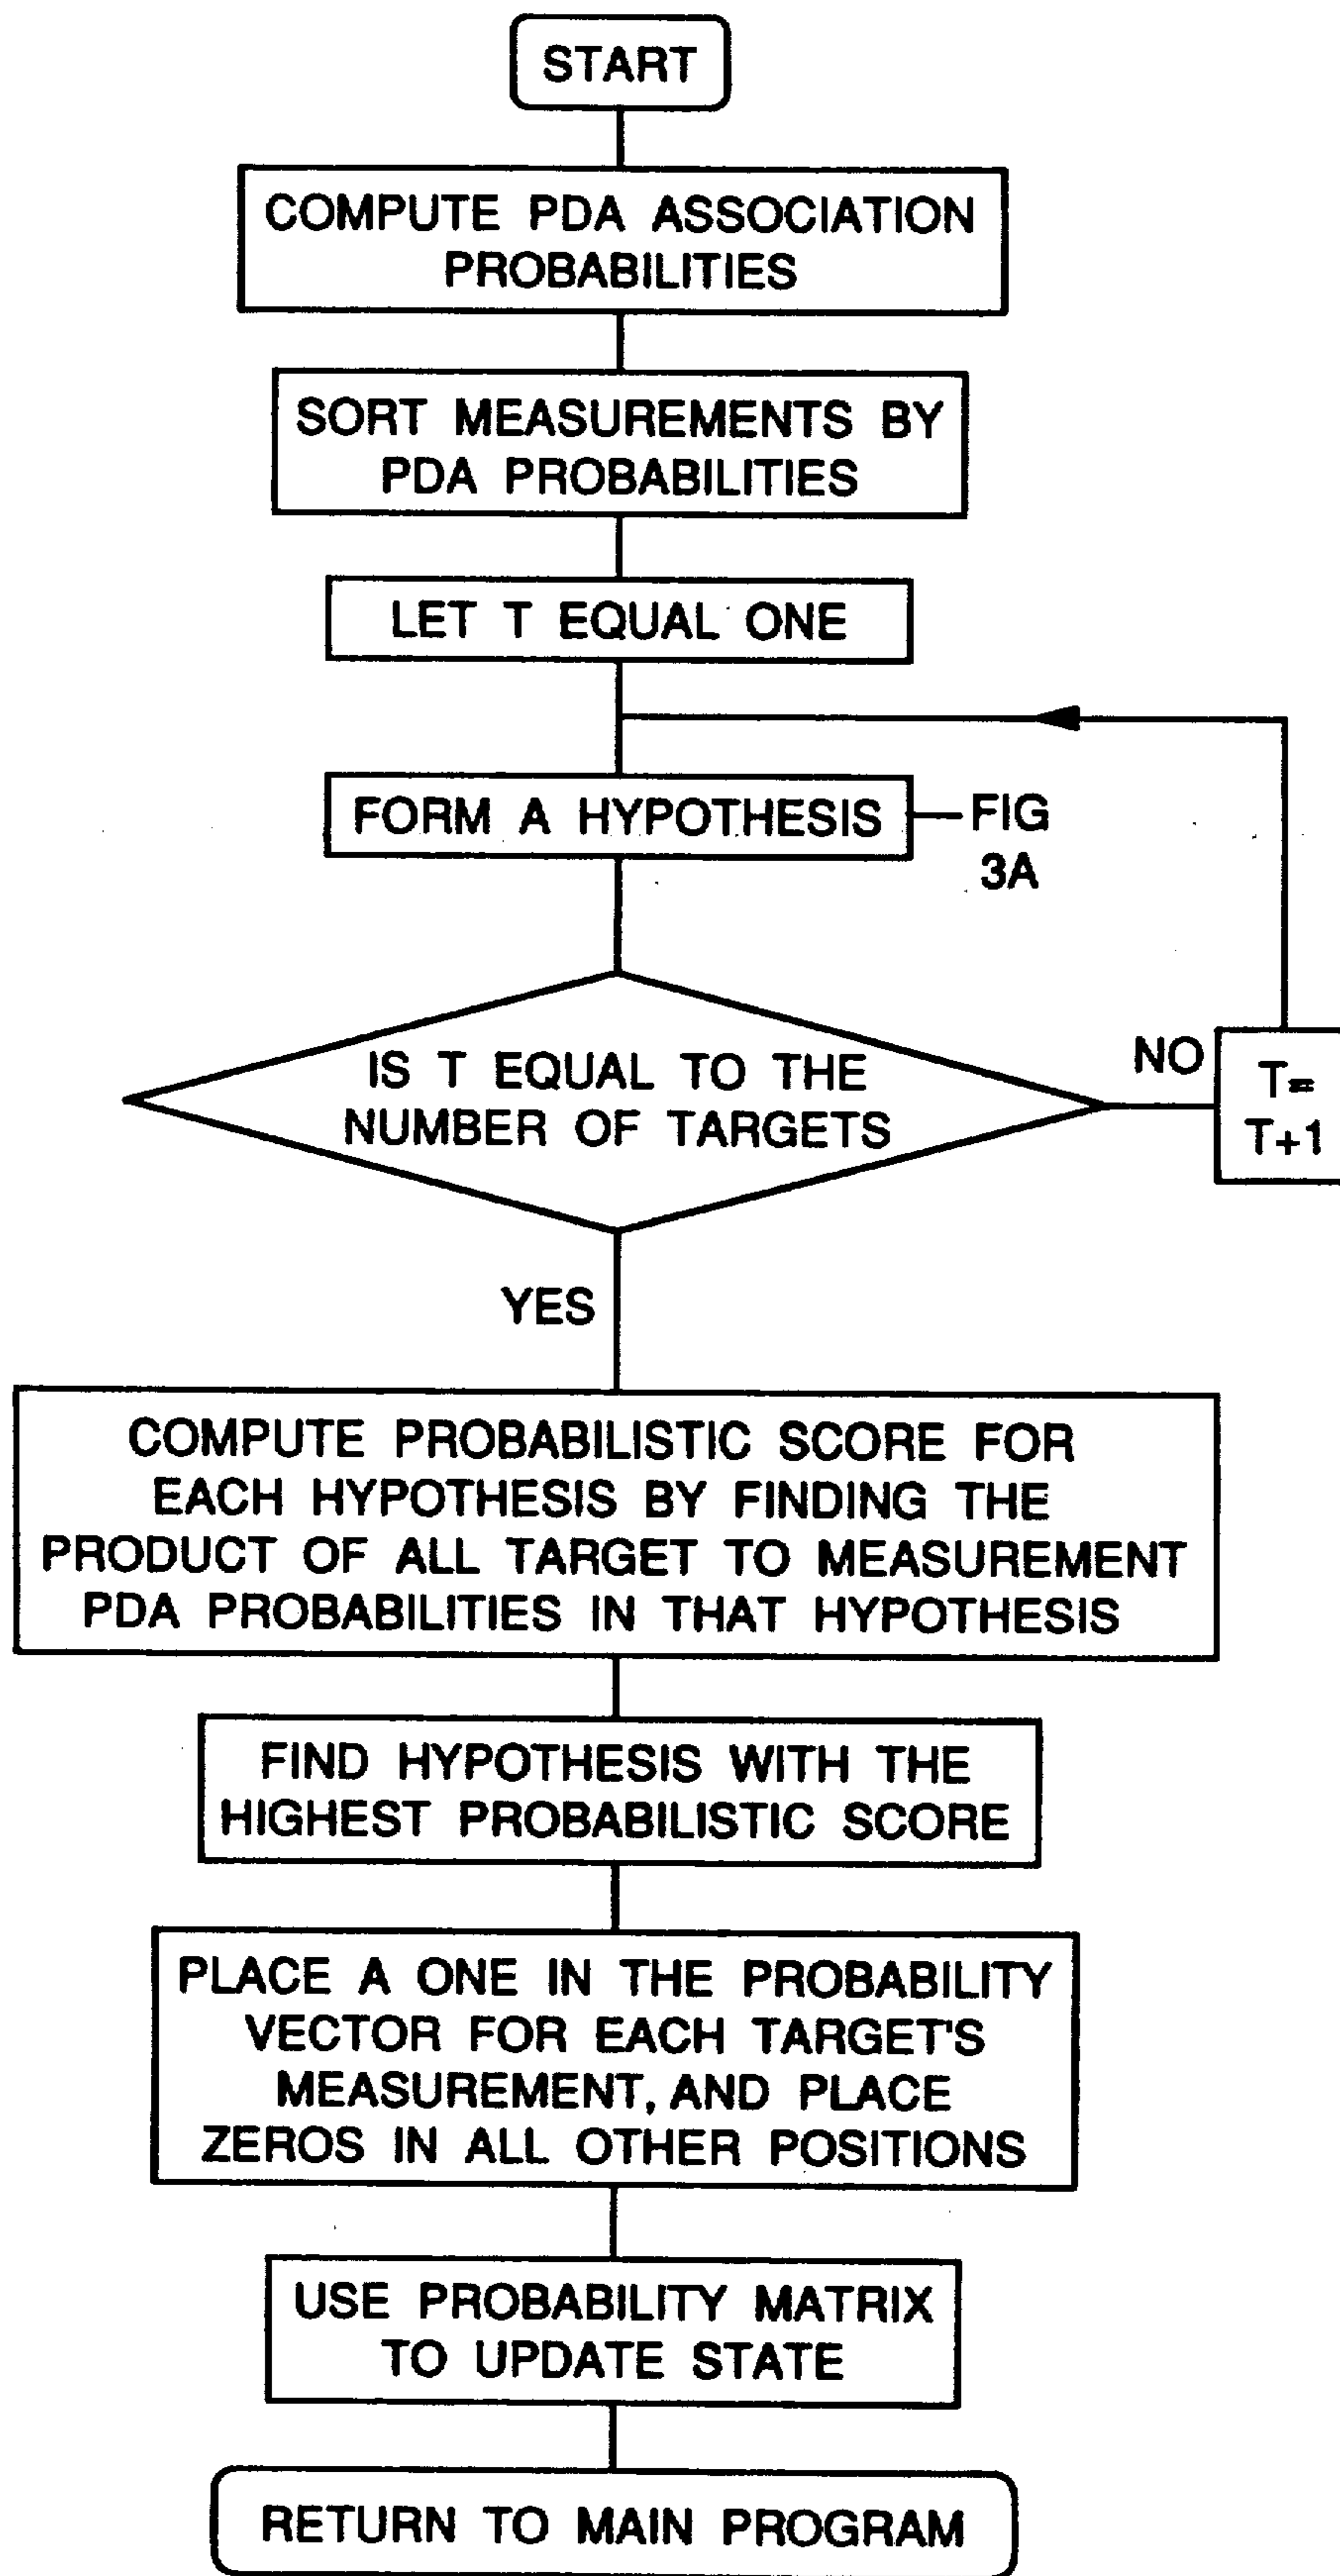 START
COMPUTE PDA ASSOCIATION
PROBABILITIES
SORT MEASUREMENTS BY
PDA PROBABILITIES
LET T EQUAL ONE
FORM A HYPOTHESIS
FIG
3A
IS T EQUAL TO THE
NUMBER OF TARGETS
NO
T=
T+1
YES
COMPUTE PROBABILISTIC SCORE FOR
EACH HYPOTHESIS BY FINDING THE
PRODUCT OF ALL TARGET TO MEASUREMENT
PDA PROBABILITIES IN THAT HYPOTHESIS
FIND HYPOTHESIS WITH THE
HIGHEST PROBABILISTIC SCORE
PLACE A ONE IN THE PROBABILITY
VECTOR FOR EACH TARGET'S
MEASUREMENT, AND PLACE
ZEROS IN ALL OTHER POSITIONS
USE PROBABILITY MATRIX
TO UPDATE STATE
RETURN TO MAIN PROGRAM